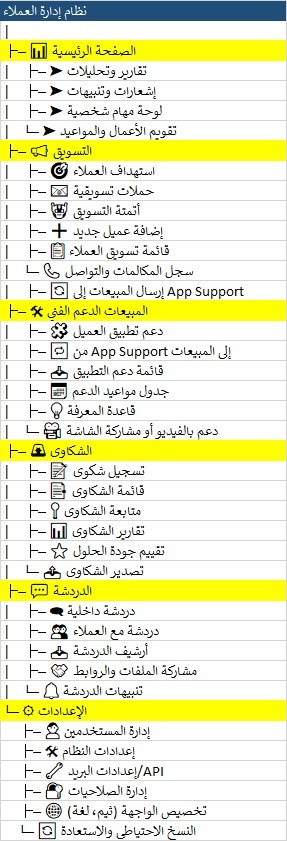 نظام إدارة العملاء
الصفحة الرئيسية
تقارير وتحليلات
إشعارات وتنبيهات
لوحة مهام شخصية
تقويم الأعمال والمواعيد
التسويق
استهداف العملاء
حملات تسويقية
أتمتة التسويق
إضافة عميل جديد
قائمة تسويق العملاء
سجل المكالمات والتواصل
إرسال المبيعات إلى App Support
المبيعات الدعم الفني
دعم تطبيق العميل
من App Support إلى المبيعات
قائمة دعم التطبيق
جدول مواعيد الدعم
قاعدة المعرفة
دعم بالفيديو أو مشاركة الشاشة
الشكاوى
تسجيل شكوى
قائمة الشكاوى
متابعة الشكاوى
تقارير الشكاوى
تقييم جودة الحلول
تصدير الشكاوى
الدردشة
دردشة داخلية
دردشة مع العملاء
أرشيف الدردشة
مشاركة الملفات والروابط
تنبيهات الدردشة
الإعدادات
إدارة المستخدمين
إعدادات النظام
إعدادات البريد/API
إدارة الصلاحيات
تخصيص الواجهة (ثيم، لغة)
النسخ الاحتياطي والاستعادة